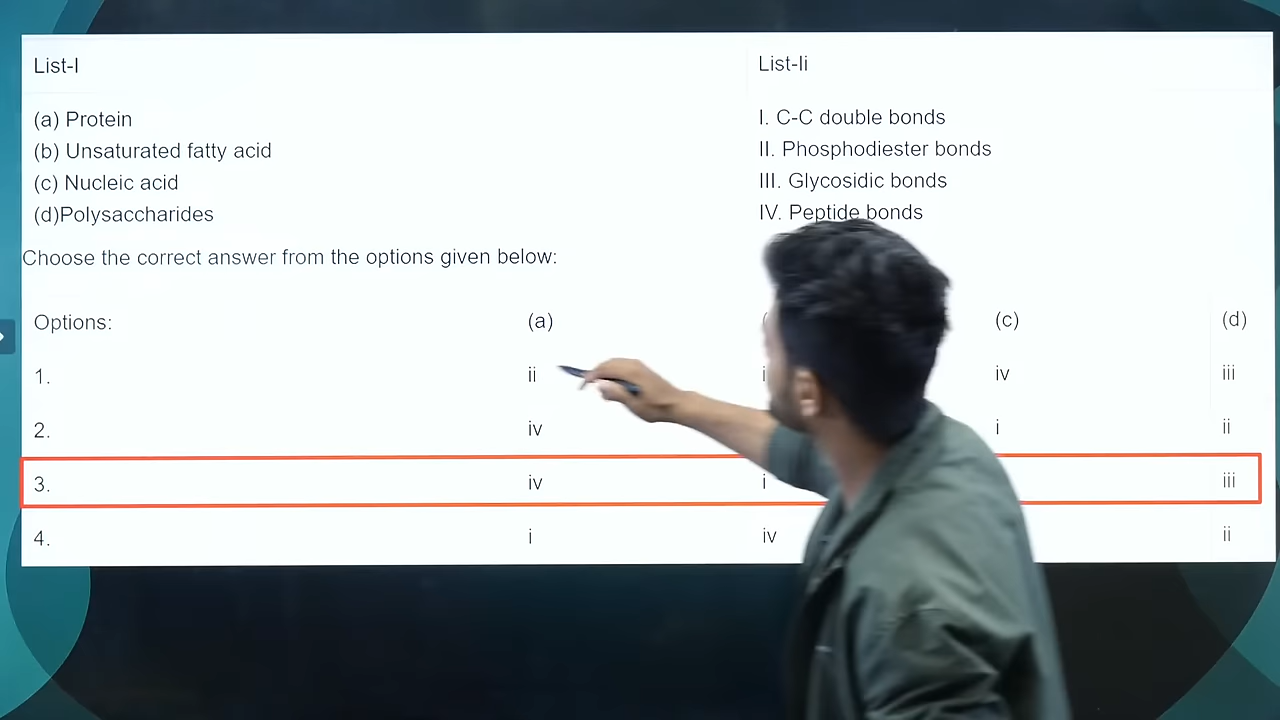 List-I List-Ii
(a) Protein I. C-C double bonds
(b) Unsaturated fatty acid II. Phosphodiester bonds
(c) Nucleic acid III. Glycosidic bonds
(d)Polysaccharides IV. Peptide bonds
Choose the correct answer from the options given below:
Options: (a) (c) (d)
1. ii i iv iii
2. iv i ii
3. iv i iii
4. i iv ii